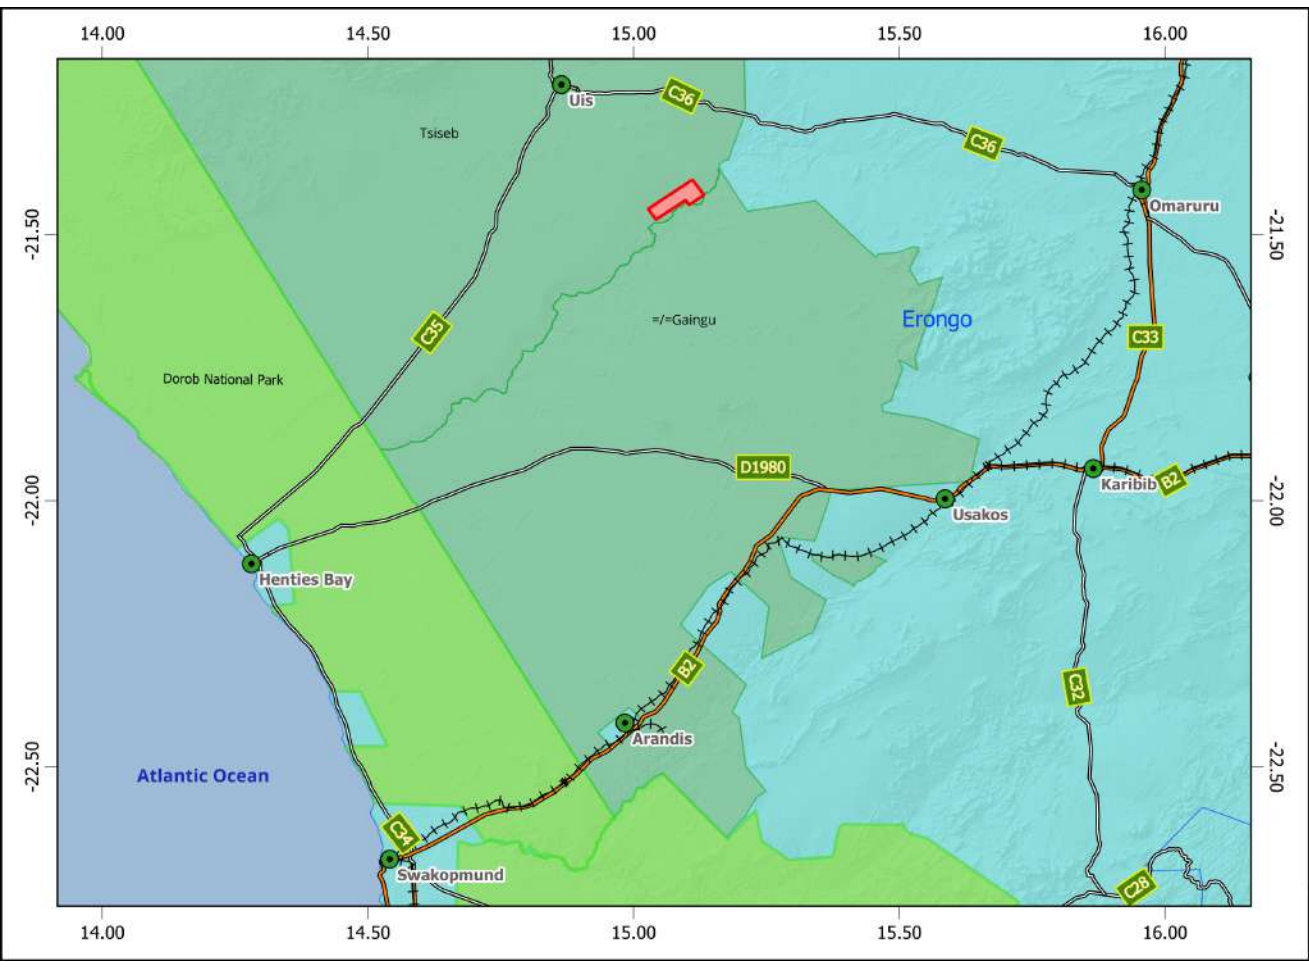 14.00 14.50 15.00 15.50 16.00
Uis
C36
Tsiseb
C36
Omaruru
-21.50
-21.50
=/=Gaingu
Erongo
C35
C33
Dorob National Park
D1980
Karibib
B2
-22.00
-22.00
Usakos
Henties Bay
B2
C32
Arandis
-22.50
-22.50
Atlantic Ocean
C34
Swakopmund
C28
14.00 14.50 15.00 15.50 16.00